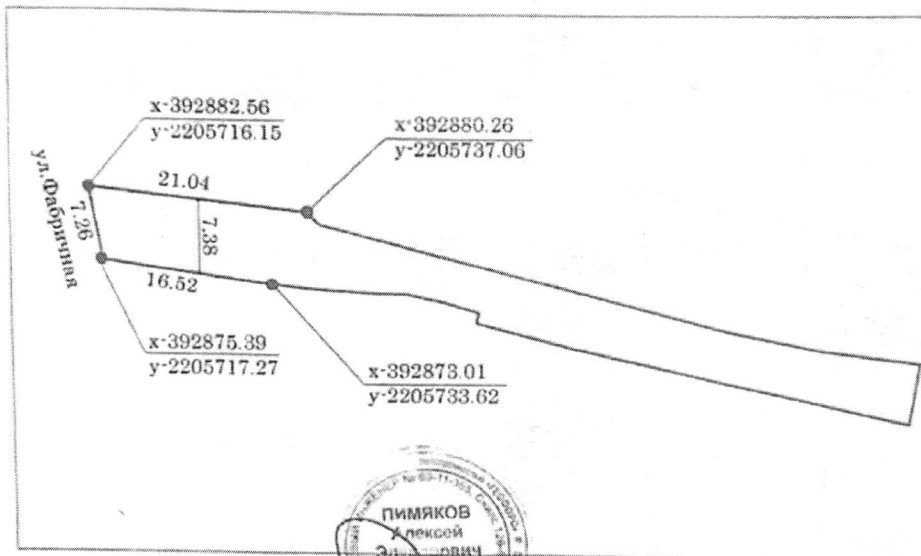 x-392882.56
y-2205716.15
x-392880.26
y-2205737.06
ул.Фабричная
21.04
7.26
7.38
16.52
x-392875.39
y-2205717.27
x-392873.01
y-2205733.62
ПИМЯКОВ
Алексей